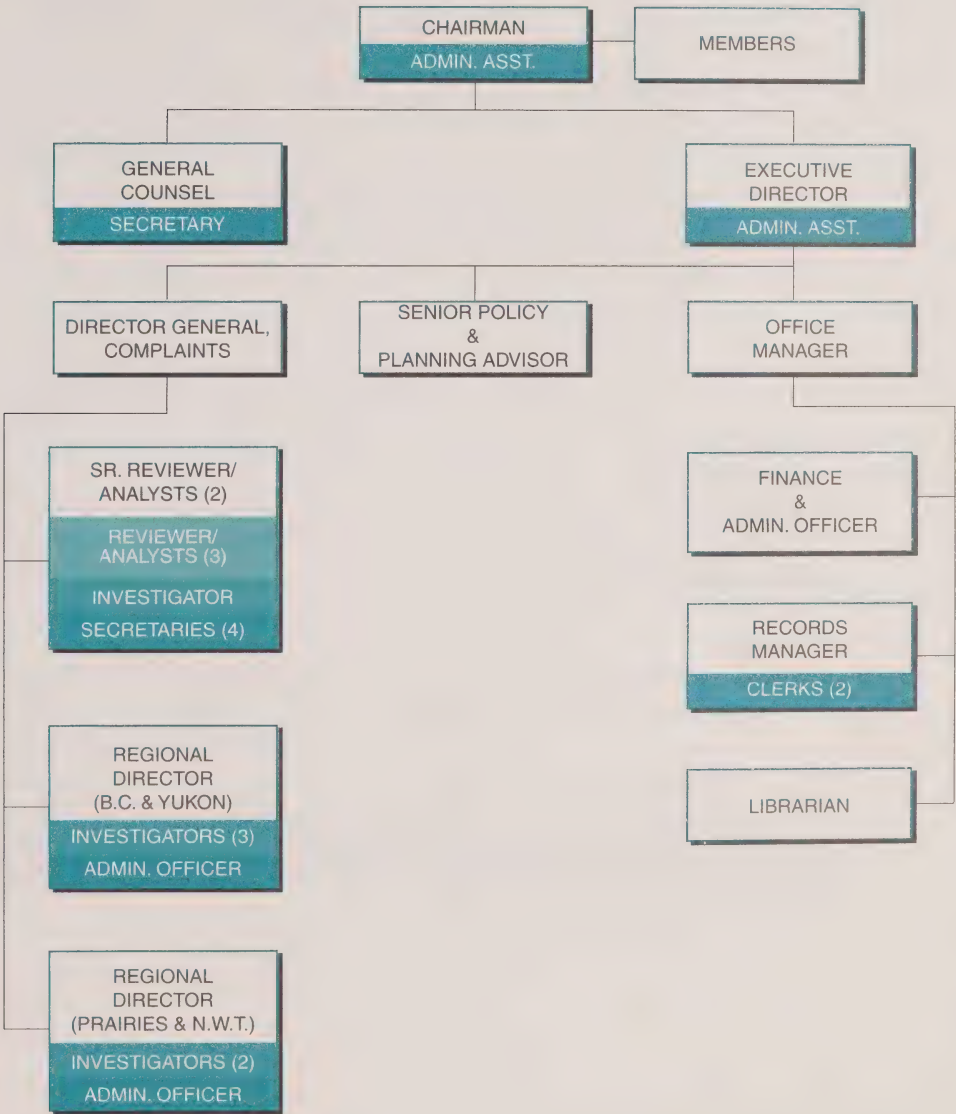 CHAIRMAN
ADMIN. ASST.
MEMBERS
GENERAL
COUNSEL
SECRETARY
EXECUTIVE
DIRECTOR
ADMIN. ASST.
DIRECTOR GENERAL,
COMPLAINTS
SENIOR POLICY
&
PLANNING ADVISOR
OFFICE
MANAGER
SR. REVIEWER/
ANALYSTS (2)
REVIEWER/
ANALYSTS (3)
INVESTIGATOR
SECRETARIES (4)
FINANCE
&
ADMIN. OFFICER
RECORDS
MANAGER
CLERKS (2)
LIBRARIAN
REGIONAL
DIRECTOR
(B.C. & YUKON)
INVESTIGATORS (3)
ADMIN. OFFICER
REGIONAL
DIRECTOR
(PRAIRIES & N.W.T.)
INVESTIGATORS (2)
ADMIN. OFFICER